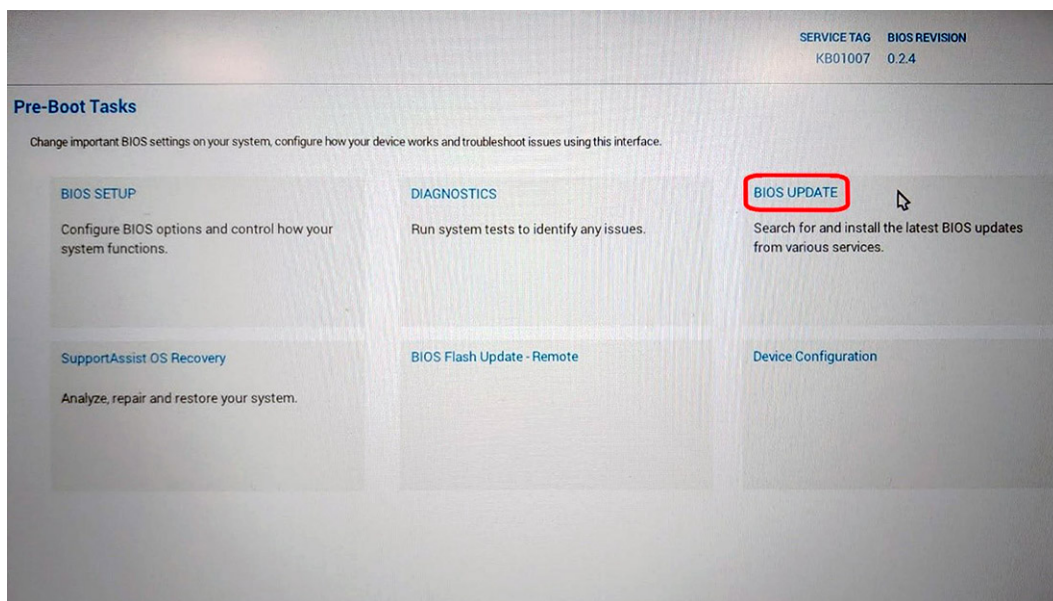 SERVICE TAG BIOS REVISION
KB01007 0.2.4
Pre-Boot Tasks
Change important BIOS settings on your system, configure how your device works and troubleshoot issues using this interface.
BIOS SETUP
Configure BIOS options and control how your
system functions.
DIAGNOSTICS
Run system tests to identify any issues.
BIOS UPDATE
Search for and install the latest BIOS updates
from various services.
SupportAssist OS Recovery
Analyze, repair and restore your system.
BIOS Flash Update - Remote
Device Configuration